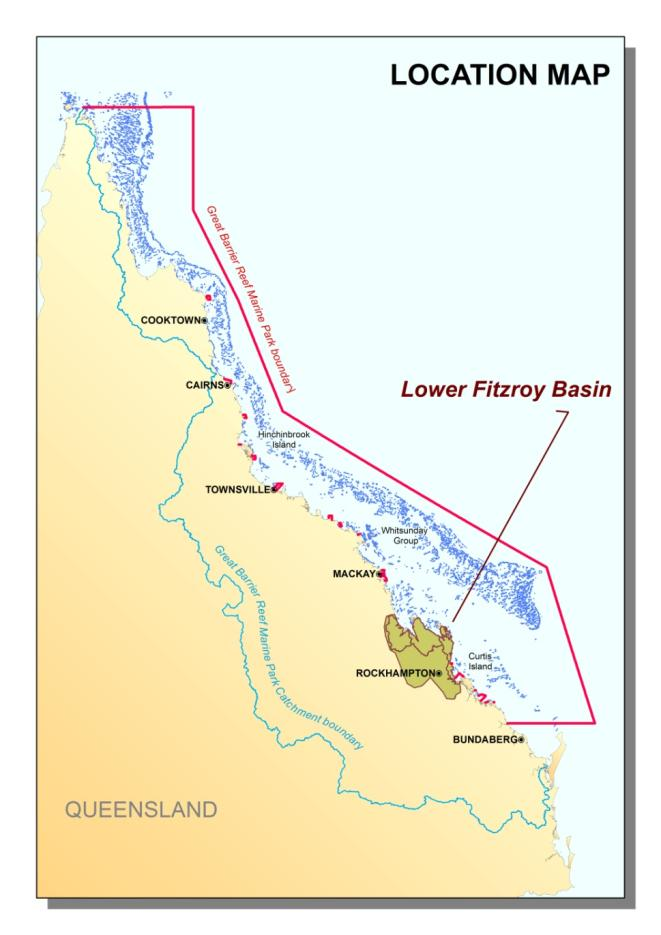 LOCATION MAP
Great Barrier Reef Marine Park boundary
COOKTOWN
CAIRNS
Lower Fitzroy Basin
Hinchinbrook
Island
TOWNSVILLE
Whitsunday
Group
Great Barrier Reef Marine Park Catchment boundary
MACKAY
Curtis
Island
ROCKHAMPTON
BUNDABERG
QUEENSLAND